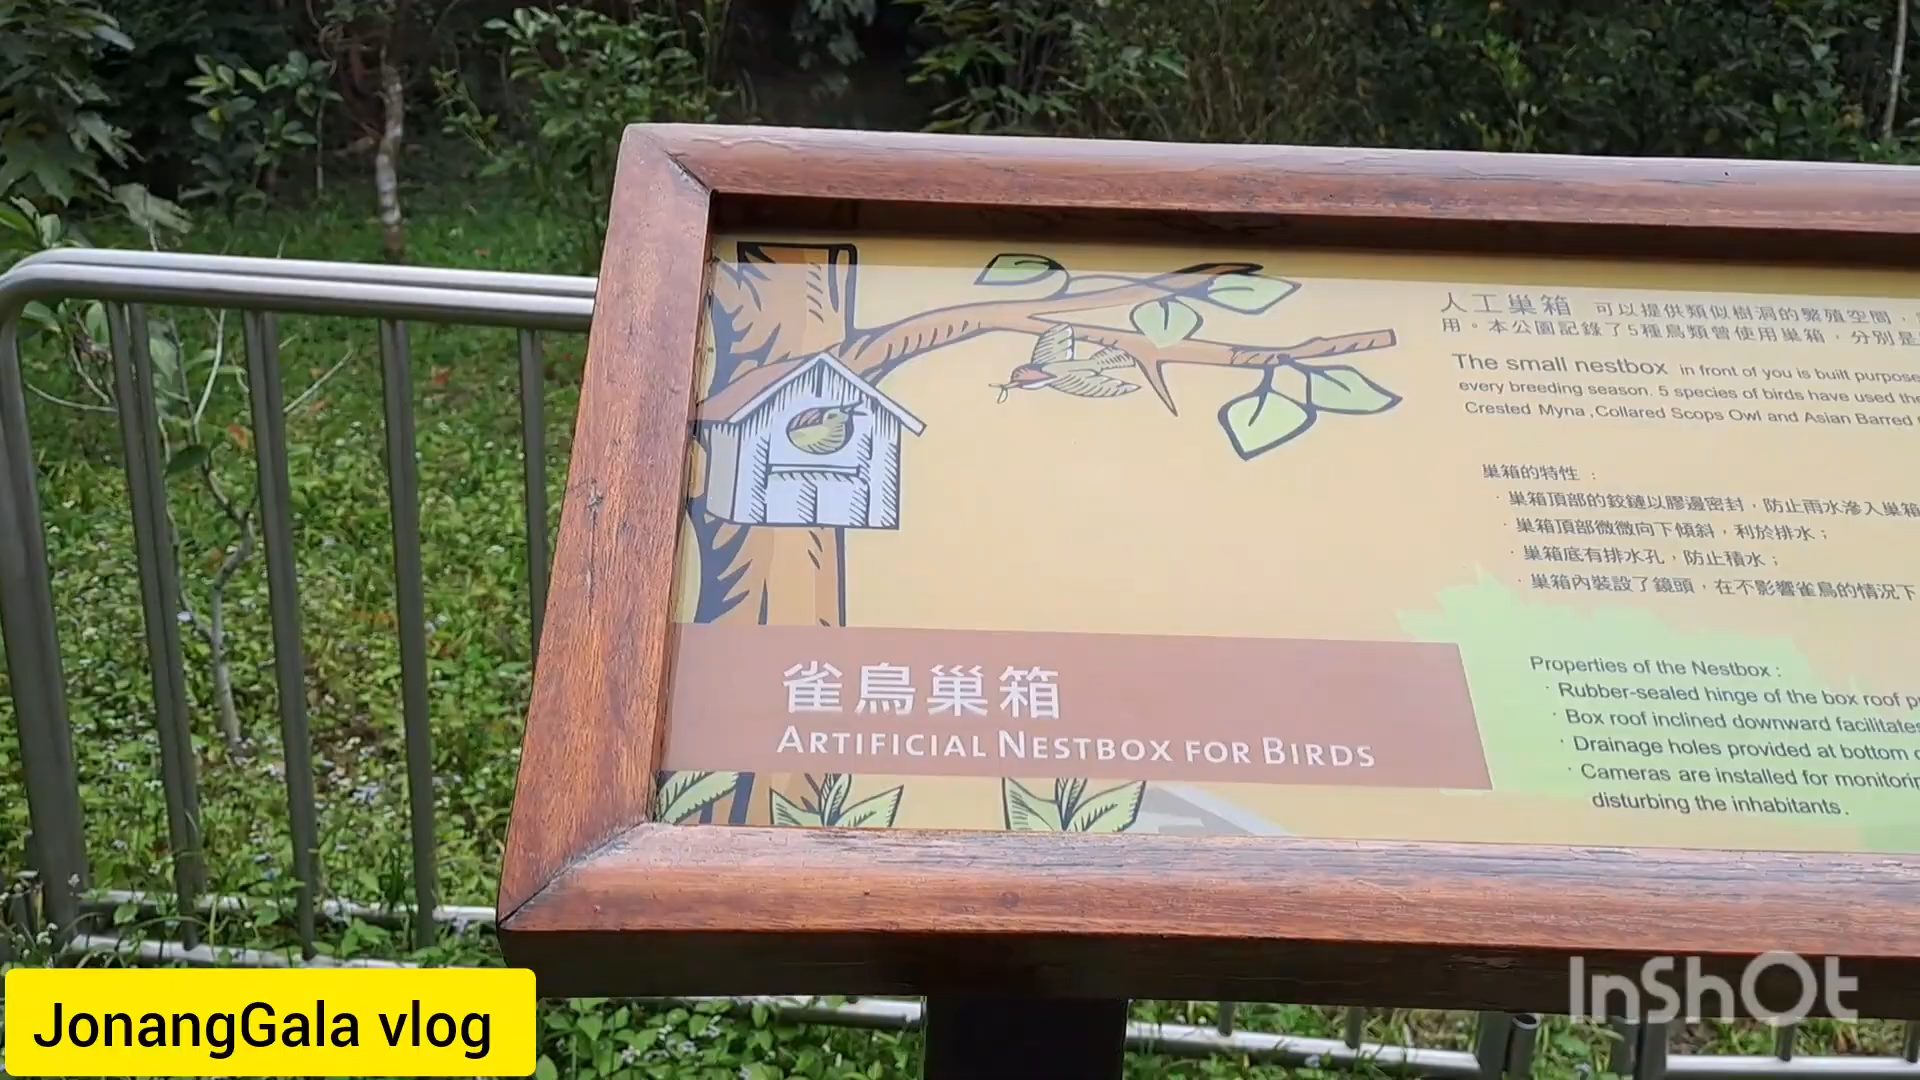 人工巢箱 可以提供類似樹洞的繁殖空間，
用。本公園記錄了5種鳥類曾使用巢箱，分別是
The small nestbox in front of you is built purpose
every breeding season. 5 species of birds have used the
Crested Myna ,Collared Scops Owl and Asian Barred
巢箱的特性 :
· 巢箱頂部的鉸鏈以膠邊密封，防止雨水滲入巢箱
· 巢箱頂部微微向下傾斜，利於排水；
· 巢箱底有排水孔，防止積水；
· 巢箱內裝設了鏡頭，在不影響雀鳥的情況下
雀鳥巢箱
ARTIFICIAL NESTBOX FOR BIRDS
Properties of the Nestbox :
· Rubber-sealed hinge of the box roof p
· Box roof inclined downward facilitates
· Drainage holes provided at bottom
· Cameras are installed for monitorin
disturbing the inhabitants.
JonangGala vlog
InShOt